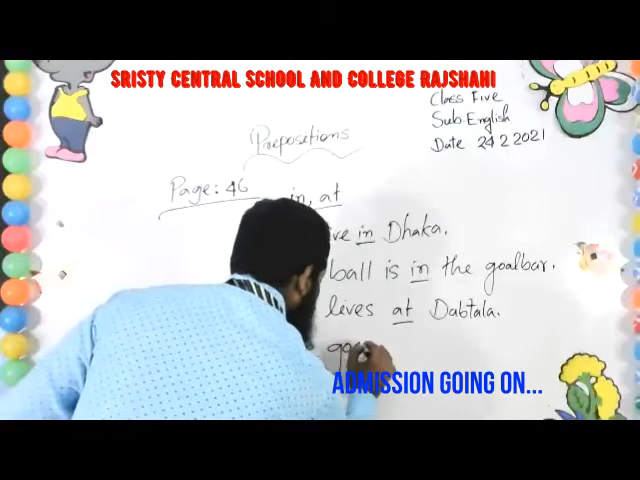 SRISTY CENTRAL SCHOOL AND COLLEGE RAJSHAHI
Class Five
Sub. English
Date 24 2 2021
Prepositions
Page: 46
in, at
in Dhaka.
ball is in the goalbar.
lives at Dabtala.
ADMISSION GOING ON...